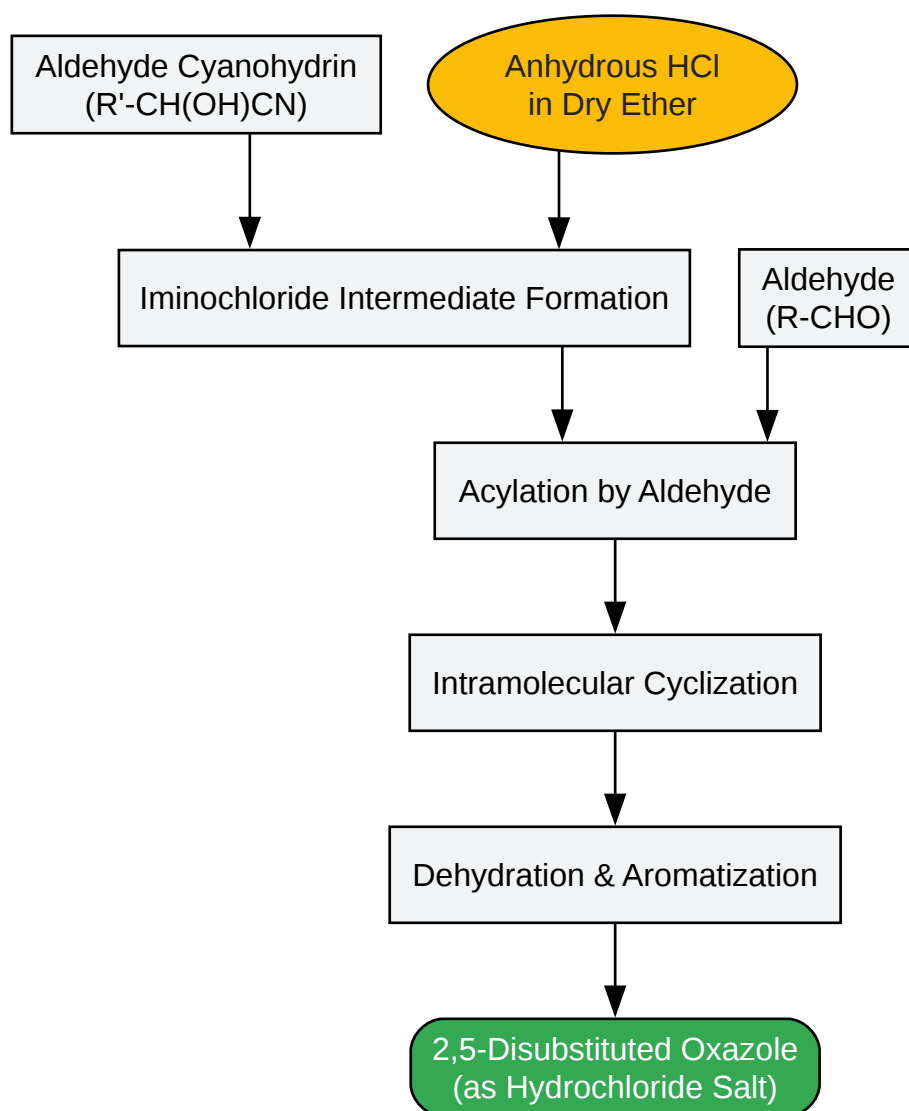 Aldehyde Cyanohydrin
(R'-CH(OH)CN)
Anhydrous HCl
in Dry Ether
Iminochloride Intermediate Formation
Aldehyde
(R-CHO)
Acylation by Aldehyde
Intramolecular Cyclization
Dehydration & Aromatization
2,5-Disubstituted Oxazole
(as Hydrochloride Salt)